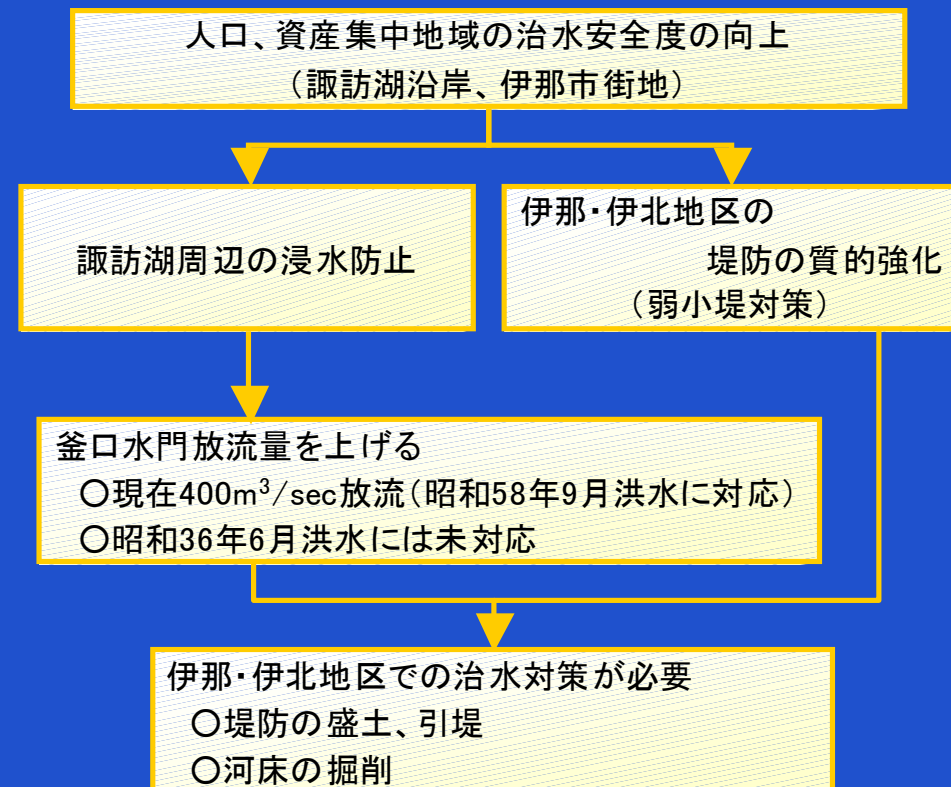 人口、資産集中地域の治水安全度の向上
（諏訪湖沿岸、伊那市街地）
諏訪湖周辺の浸水防止
伊那・伊北地区の
堤防の質的強化
（弱小堤対策）
釜口水門放流量を上げる
〇現在400m³/sec放流（昭和58年9月洪水に対応）
〇昭和36年6月洪水には未対応
伊那・伊北地区での治水対策が必要
〇堤防の盛土、引堤
〇河床の掘削